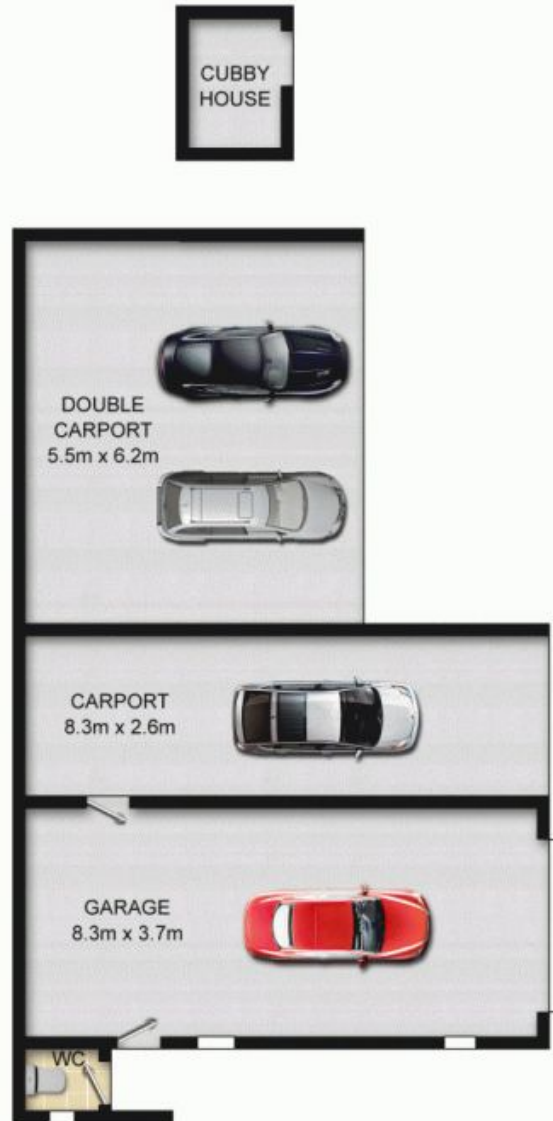 CUBBY
HOUSE
DOUBLE
CARPORT
5.5m x 6.2m
CARPORT
8.3m x 2.6m
GARAGE
8.3m x 3.7m
WC